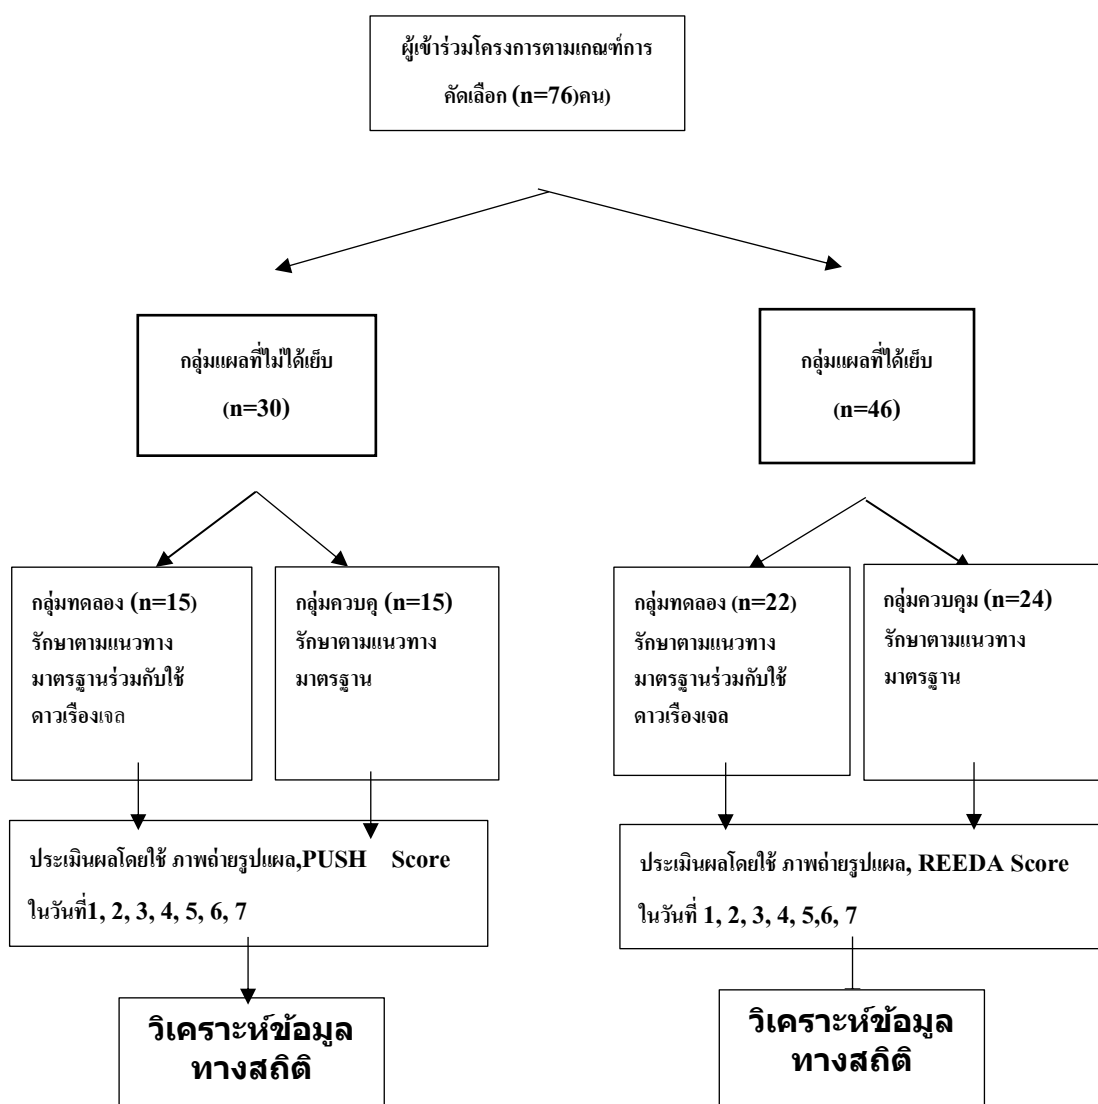 ผู้เข้าร่วมโครงการตามเกณฑ์การ
คัดเลือก (n=76)คน)
กลุ่มแผลที่ไม่ได้เย็บ
(n=30)
กลุ่มแผลที่ได้เย็บ
(n=46)
กลุ่มทดลอง (n=15)
รักษาตามแนวทาง
มาตรฐานร่วมกับใช้
ดาวเรืองเจล
กลุ่มควบคุ (n=15)
รักษาตามแนวทาง
มาตรฐาน
กลุ่มทดลอง (n=22)
รักษาตามแนวทาง
มาตรฐานร่วมกับใช้
ดาวเรืองเจล
กลุ่มควบคุม (n=24)
รักษาตามแนวทาง
มาตรฐาน
ประเมินผลโดยใช้ ภาพถ่ายรูปแผล,PUSH Score
ในวันที่1, 2, 3, 4, 5, 6, 7
ประเมินผลโดยใช้ ภาพถ่ายรูปแผล, REEDA Score
ในวันที่ 1, 2, 3, 4, 5,6, 7
วิเคราะห์ข้อมูล
ทางสถิติ
วิเคราะห์ข้อมูล
ทางสถิติ